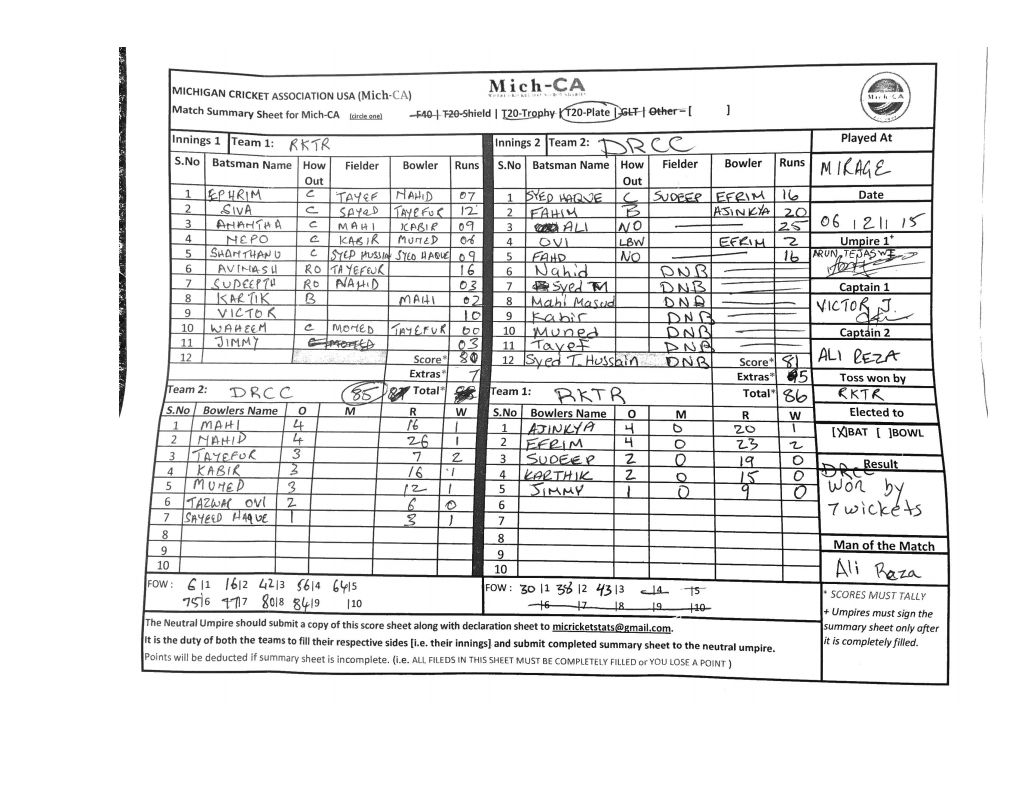 Mich-CA
MICHIGAN CRICKET ASSOCIATION USA (Mich-CA)
Match Summary Sheet for Mich-CA (circle one) F40 | T20-Shield | T20-Trophy | T20-Plate | GLT | Other – [ ]
Mich-CA
Innings 1 Team 1: RKTR
S.No Batsman Name How Out Fielder Bowler Runs
1 EPHRIM C TAYEF NAHID 07
2 SIVA C SAYED TAYEFUR 12
3 ANANTHA C MAHI KABIR 09
4 NEPO C KABIR MUNED 06
5 SHANTHANU C SYED HUSSAIN SYED HAQUE 09
6 AVINASH RO TAYEFEUR 16
7 SUDEEPTH RO NAHID 03
8 KARTIK B MAHI 02
9 VICTOR 10
10 WAHEEM C MOMED TAYEFUR 00
11 JIMMY 03
12 Score* 80
Extras* 7
Team 2: DRCC 85 Total*
S.No Bowlers Name O M R W
1 MAHI 4 16 1
2 NAHID 4 26 1
3 TAYEFUR 3 7 2
4 KABIR 3 16 1
5 MUNED 3 12 1
6 TAZWAR OVI 2 6 0
7 SAYEED HAQUE 1 3 1
8
9
10
FOW : 6|1 16|2 42|3 56|4 64|5
75|6 77|7 80|8 84|9 |10
Innings 2 Team 2: DRCC
S.No Batsman Name How Out Fielder Bowler Runs
1 SYED HAQUE C SUDEEP EFRIM 16
2 FAHIM B AJINKYA 20
3 ALI NO 25
4 OVI LBW EFRIM 2
5 FAHD NO 16
6 Nahid DNB
7 Syed TM DNB
8 Mahi Masud DNB
9 Kabir DNB
10 Muned DNB
11 Tayef DNB
12 Syed T. Hussain DNB Score* 81
Extras* 5
Team 1: RKTR Total* 86
S.No Bowlers Name O M R W
1 AJINKYA 4 0 20 1
2 EFRIM 4 0 23 2
3 SUDEEP 2 0 19 0
4 KARTHIK 2 0 15 0
5 JIMMY 1 0 9 0
6
7
8
9
10
FOW : 30|1 38|2 43|3 |4 |5
|6 |7 |8 |9 |10
Played At
MIRAGE
Date
06 12 15
Umpire 1+
ARUN, TEJASWI
Captain 1
VICTOR J.
Captain 2
ALI REZA
Toss won by
RKTR
Elected to
[X]BAT [ ]BOWL
Result
DRCC
won by
7 wickets
Man of the Match
Ali Raza
* SCORES MUST TALLY
+ Umpires must sign the
summary sheet only after
it is completely filled.
The Neutral Umpire should submit a copy of this score sheet along with declaration sheet to micricketstats@gmail.com.
It is the duty of both the teams to fill their respective sides [i.e. their innings] and submit completed summary sheet to the neutral umpire.
Points will be deducted if summary sheet is incomplete. (i.e. ALL FILEDS IN THIS SHEET MUST BE COMPLETELY FILLED or YOU LOSE A POINT )